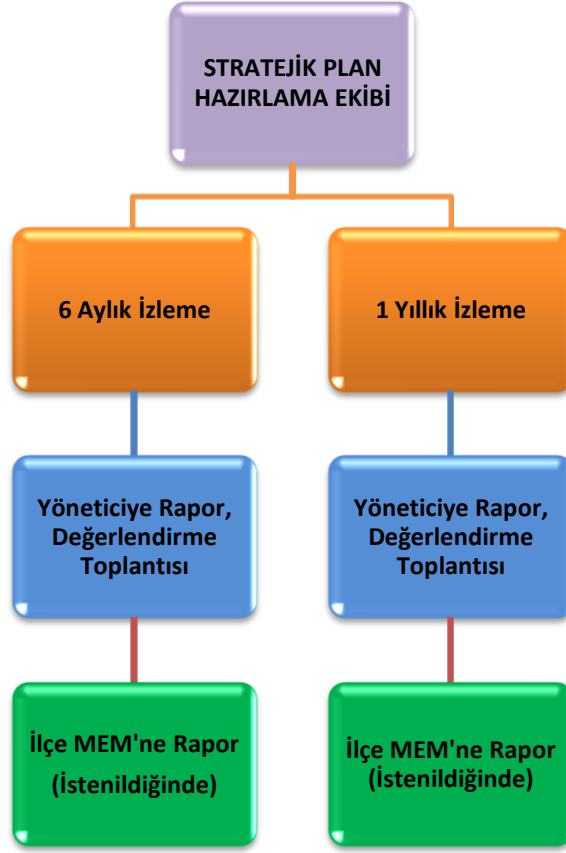 STRATEJİK PLAN
HAZIRLAMA EKİBİ
6 Aylık İzleme
1 Yıllık İzleme
Yöneticiye Rapor,
Değerlendirme
Toplantısı
Yöneticiye Rapor,
Değerlendirme
Toplantısı
İlçe MEM'ne Rapor
(İstenildiğinde)
İlçe MEM'ne Rapor
(İstenildiğinde)